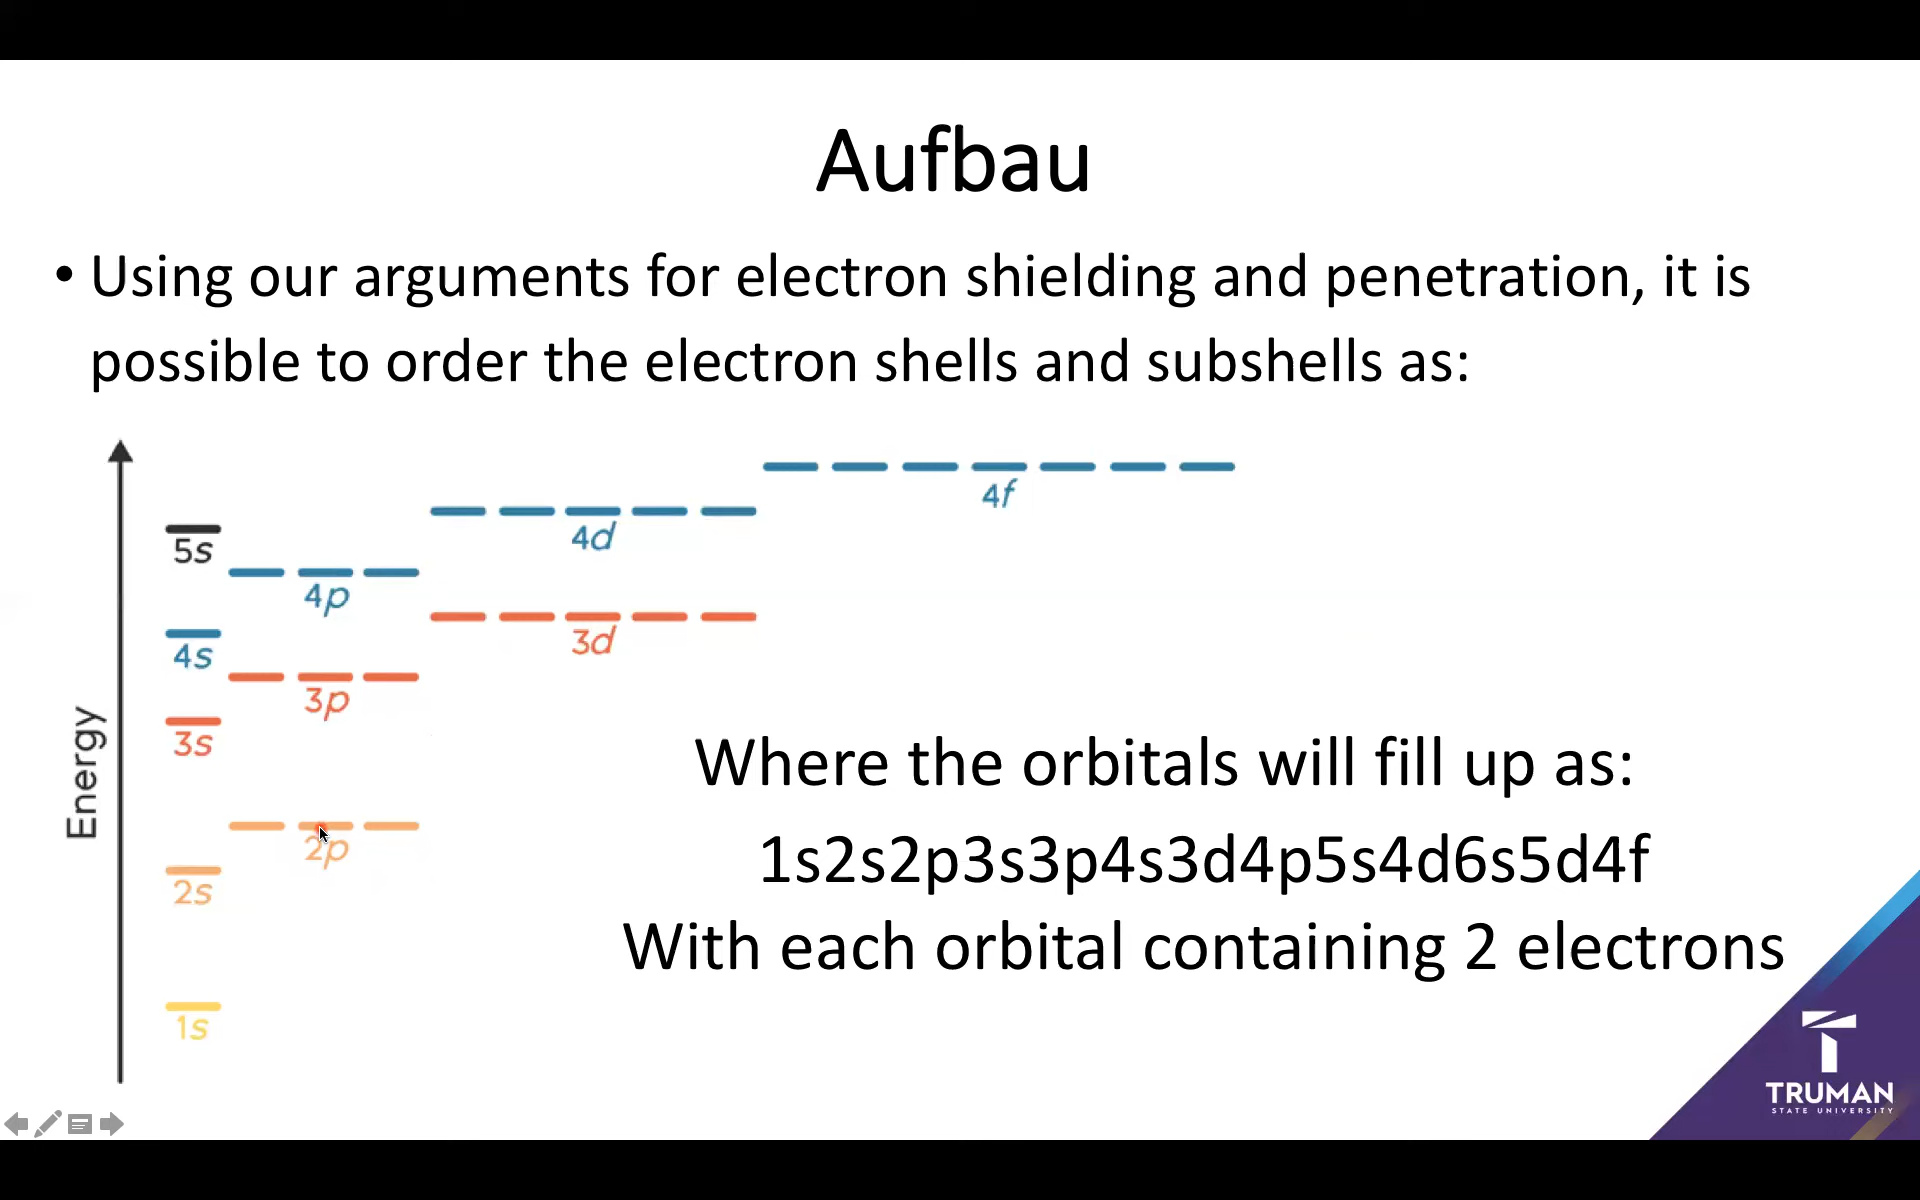 Aufbau
• Using our arguments for electron shielding and penetration, it is
possible to order the electron shells and subshells as:
4f
4d
5s
4p
3d
4s
3p
3s
Energy
2p
2s
1s
Where the orbitals will fill up as:
1s2s2p3s3p4s3d4p5s4d6s5d4f
With each orbital containing 2 electrons
TRUMAN
STATE UNIVERSITY